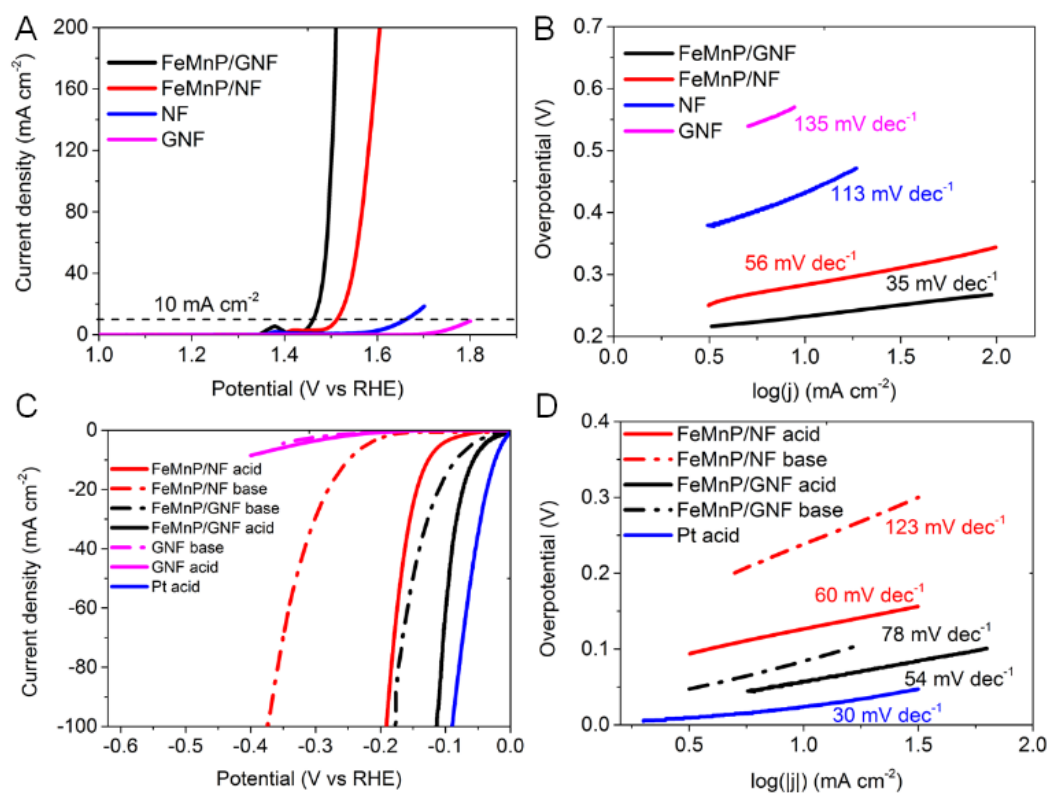 A
200
160
120
80
40
0
Current density (mA cm⁻²)
FeMnP/GNF
FeMnP/NF
NF
GNF
10 mA cm⁻²
1.0
1.2
1.4
1.6
1.8
Potential (V vs RHE)
B
0.7
0.6
0.5
0.4
0.3
0.2
Overpotential (V)
FeMnP/GNF
FeMnP/NF
NF
GNF
135 mV dec⁻¹
113 mV dec⁻¹
56 mV dec⁻¹
35 mV dec⁻¹
0.0
0.5
1.0
1.5
2.0
log(j) (mA cm⁻²)
C
0
-20
-40
-60
-80
-100
Current density (mA cm⁻²)
FeMnP/NF acid
FeMnP/NF base
FeMnP/GNF base
FeMnP/GNF acid
GNF base
GNF acid
Pt acid
-0.6
-0.5
-0.4
-0.3
-0.2
-0.1
0.0
Potential (V vs RHE)
D
0.4
0.3
0.2
0.1
0.0
Overpotential (V)
FeMnP/NF acid
FeMnP/NF base
FeMnP/GNF acid
FeMnP/GNF base
Pt acid
123 mV dec⁻¹
60 mV dec⁻¹
78 mV dec⁻¹
54 mV dec⁻¹
30 mV dec⁻¹
0.5
1.0
1.5
2.0
log(|j|) (mA cm⁻²)